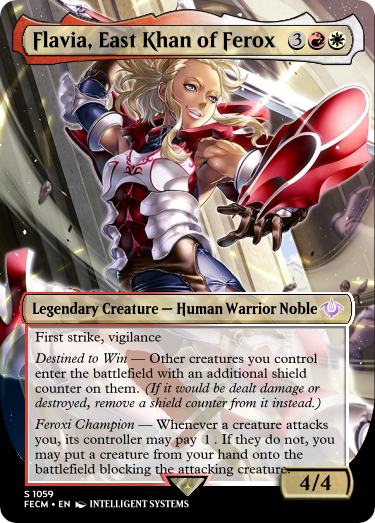 Flavia, East Khan of Ferox 3
Legendary Creature — Human Warrior Noble
First strike, vigilance
Destined to Win — Other creatures you control
enter the battlefield with an additional shield
counter on them. (If it would be dealt damage or
destroyed, remove a shield counter from it instead.)
Feroxi Champion — Whenever a creature attacks
you, its controller may pay 1 . If they do not, you
may put a creature from your hand onto the
battlefield blocking the attacking creature.
4/4
S 1059
FECM • EN INTELLIGENT SYSTEMS